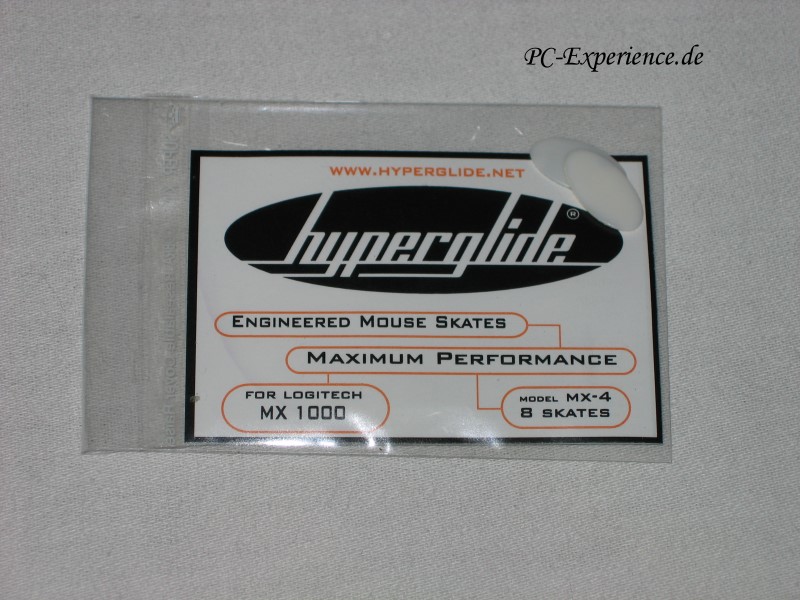 PC-Experience.de
WWW.HYPERGLIDE.NET
hyperglide®
ENGINEERED MOUSE SKATES
MAXIMUM PERFORMANCE
FOR LOGITECH
MX 1000
MODEL MX-4
8 SKATES